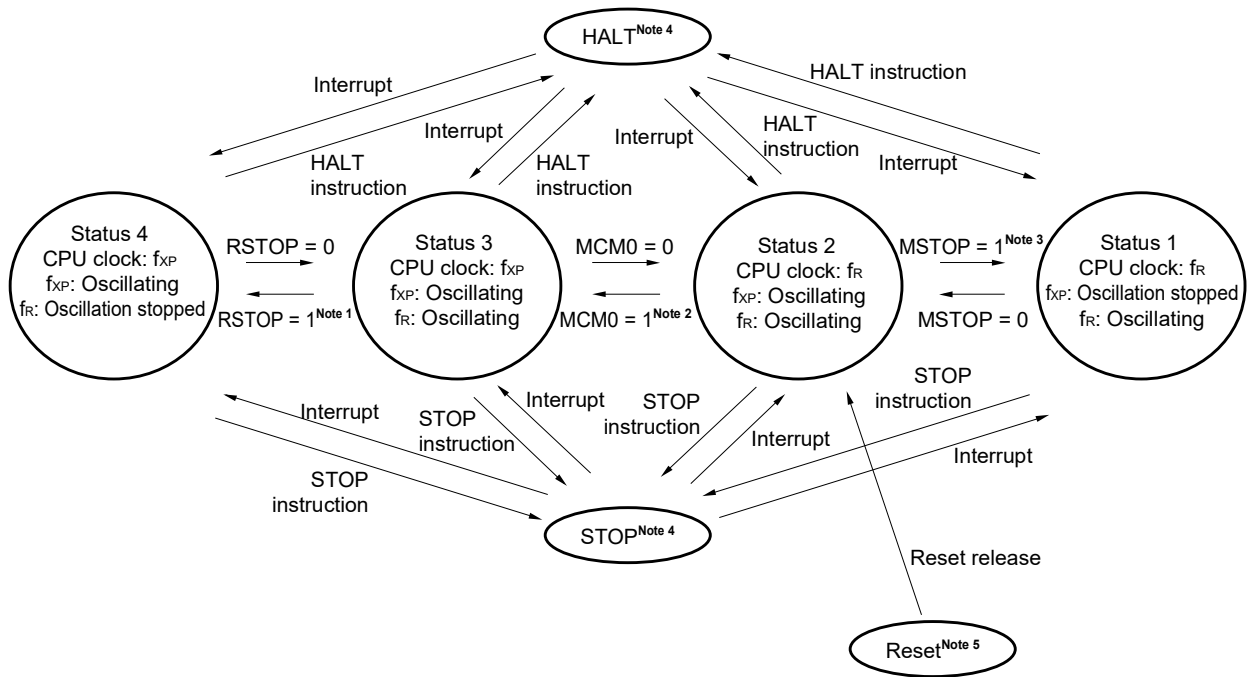 HALTNote 4
Interrupt
HALT instruction
Interrupt
HALT
instruction
Interrupt
HALT
instruction
Interrupt
HALT
instruction
Status 4
CPU clock: fXP
fXP: Oscillating
fR: Oscillation stopped
RSTOP = 0
RSTOP = 1Note 1
Status 3
CPU clock: fXP
fXP: Oscillating
fR: Oscillating
MCM0 = 0
MCM0 = 1Note 2
Status 2
CPU clock: fR
fXP: Oscillating
fR: Oscillating
MSTOP = 1Note 3
MSTOP = 0
Status 1
CPU clock: fR
fXP: Oscillation stopped
fR: Oscillating
Interrupt
STOP
instruction
STOP
instruction
Interrupt
STOP
instruction
Interrupt
STOP
instruction
Interrupt
STOPNote 4
Reset release
ResetNote 5